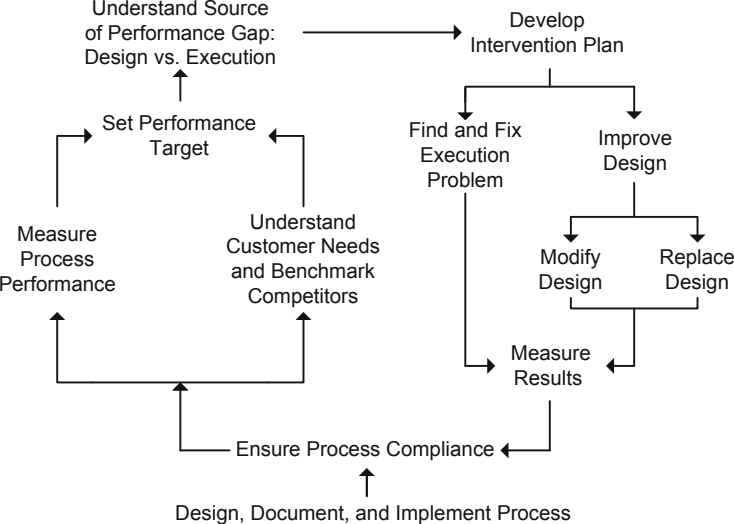 Understand Source
of Performance Gap:
Design vs. Execution
Develop
Intervention Plan
Set Performance
Target
Find and Fix
Execution
Problem
Improve
Design
Measure
Process
Performance
Understand
Customer Needs
and Benchmark
Competitors
Modify
Design
Replace
Design
Measure
Results
Ensure Process Compliance
Design, Document, and Implement Process